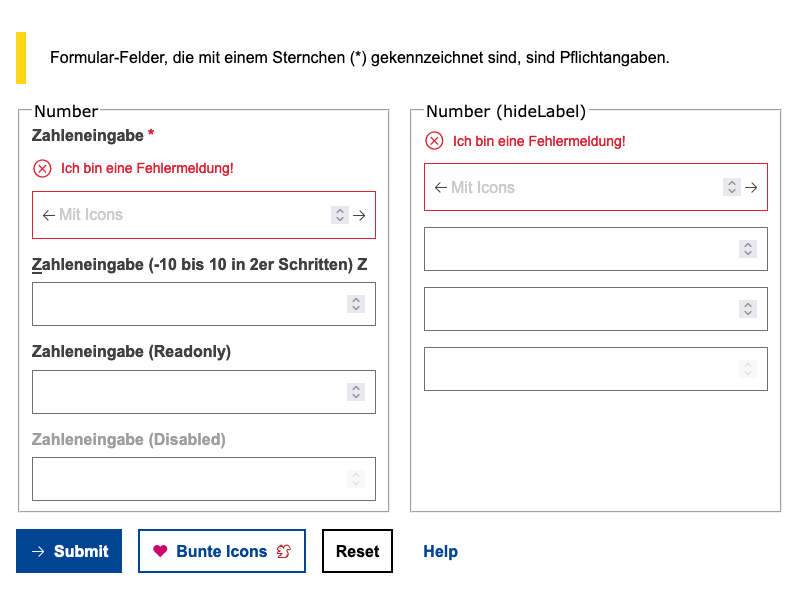 Formular-Felder, die mit einem Sternchen (*) gekennzeichnet sind, sind Pflichtangaben.
Number
Zahleneingabe *
Ich bin eine Fehlermeldung!
Mit Icons
Zahleneingabe (-10 bis 10 in 2er Schritten) Z
Zahleneingabe (Readonly)
Zahleneingabe (Disabled)
Number (hideLabel)
Ich bin eine Fehlermeldung!
Mit Icons
Submit
Bunte Icons
Reset
Help